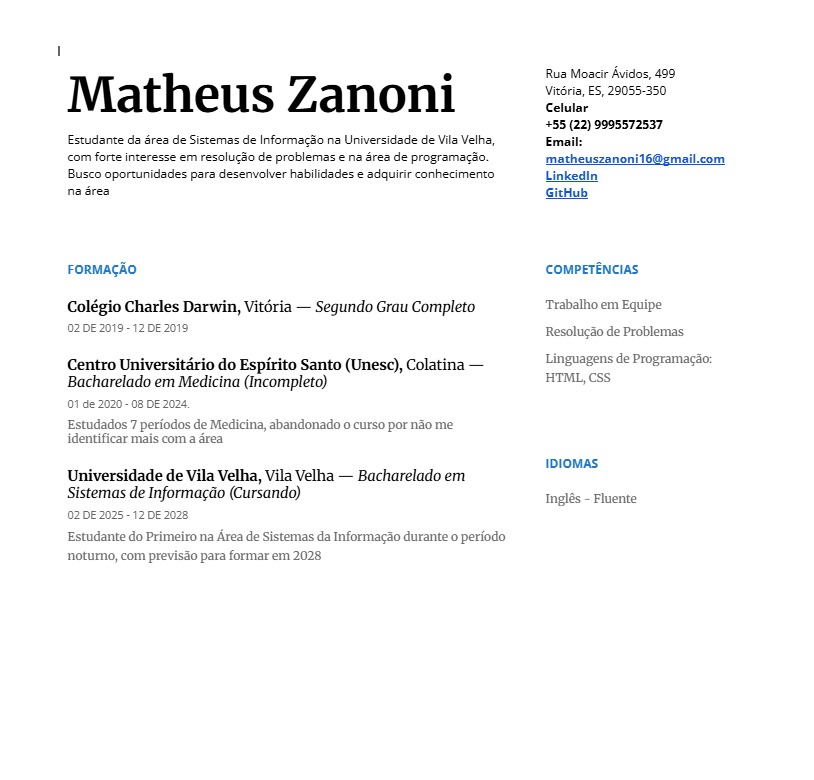 Matheus Zanoni
Estudante da área de Sistemas de Informação na Universidade de Vila Velha,
com forte interesse em resolução de problemas e na área de programação.
Busco oportunidades para desenvolver habilidades e adquirir conhecimento
na área
Rua Moacir Ávidos, 499
Vitória, ES, 29055-350
Celular
+55 (22) 9995572537
Email:
matheuszanoni16@gmail.com
LinkedIn
GitHub
FORMAÇÃO
Colégio Charles Darwin, Vitória — Segundo Grau Completo
02 DE 2019 - 12 DE 2019
Centro Universitário do Espírito Santo (Unesc), Colatina —
Bacharelado em Medicina (Incompleto)
01 de 2020 - 08 DE 2024.
Estudados 7 períodos de Medicina, abandonado o curso por não me
identificar mais com a área
Universidade de Vila Velha, Vila Velha — Bacharelado em
Sistemas de Informação (Cursando)
02 DE 2025 - 12 DE 2028
Estudante do Primeiro na Área de Sistemas da Informação durante o período
noturno, com previsão para formar em 2028
COMPETÊNCIAS
Trabalho em Equipe
Resolução de Problemas
Linguagens de Programação:
HTML, CSS
IDIOMAS
Inglês - Fluente